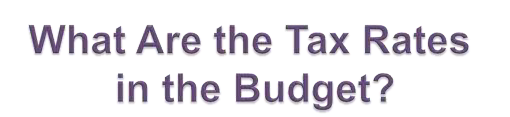 What Are the Tax Rates
in the Budget?